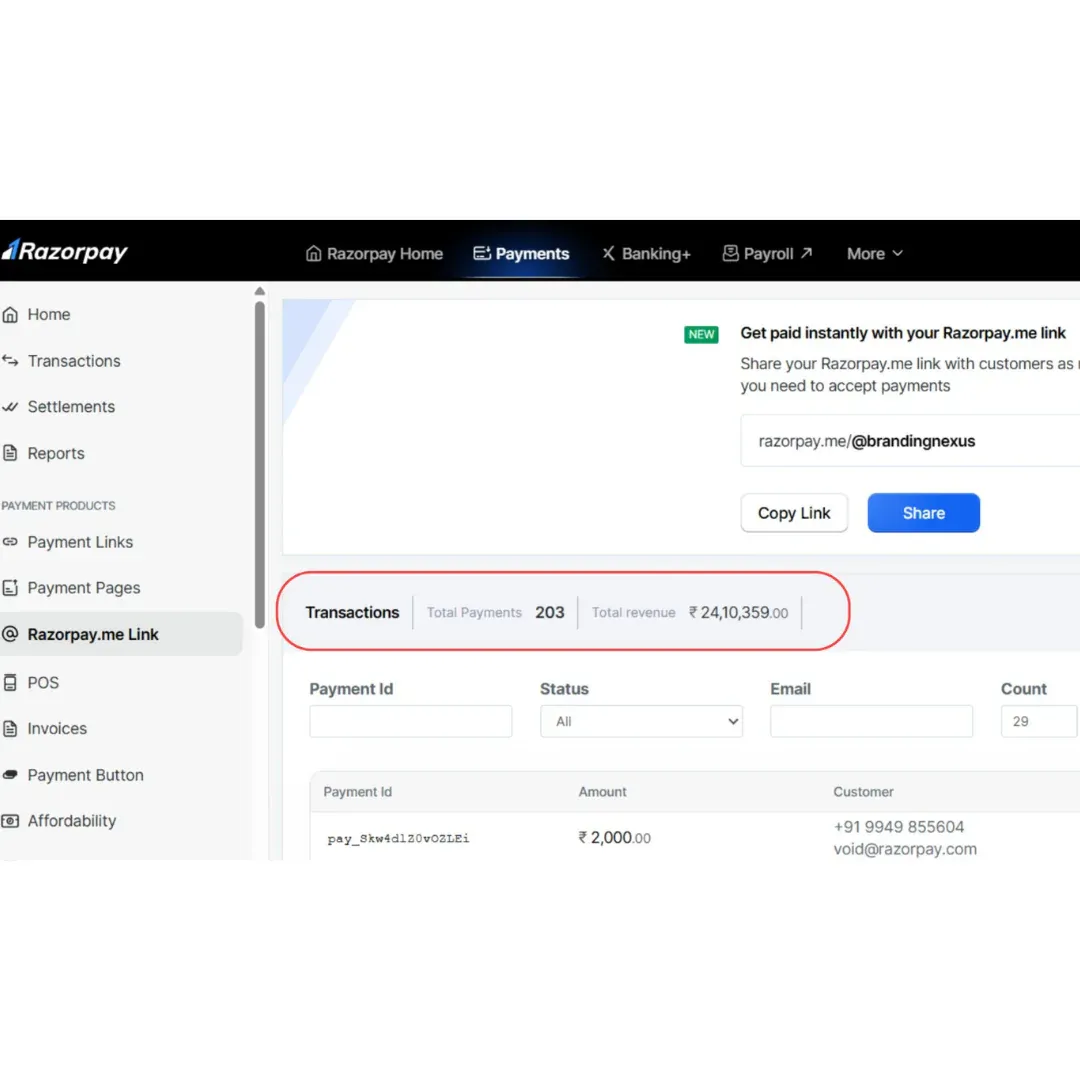 Razorpay
Razorpay Home
Payments
Banking+
Payroll
More
Home
Transactions
Settlements
Reports
PAYMENT PRODUCTS
Payment Links
Payment Pages
Razorpay.me Link
POS
Invoices
Payment Button
Affordability
NEW
Get paid instantly with your Razorpay.me link
Share your Razorpay.me link with customers as
you need to accept payments
razorpay.me/@brandingnexus
Copy Link
Share
Transactions Total Payments 203 Total revenue ₹ 24,10,359.00
Payment Id Status Email Count
All 29
Payment Id Amount Customer
pay_Skw4dlZ0vOZLEi ₹ 2,000.00 +91 9949 855604
void@razorpay.com